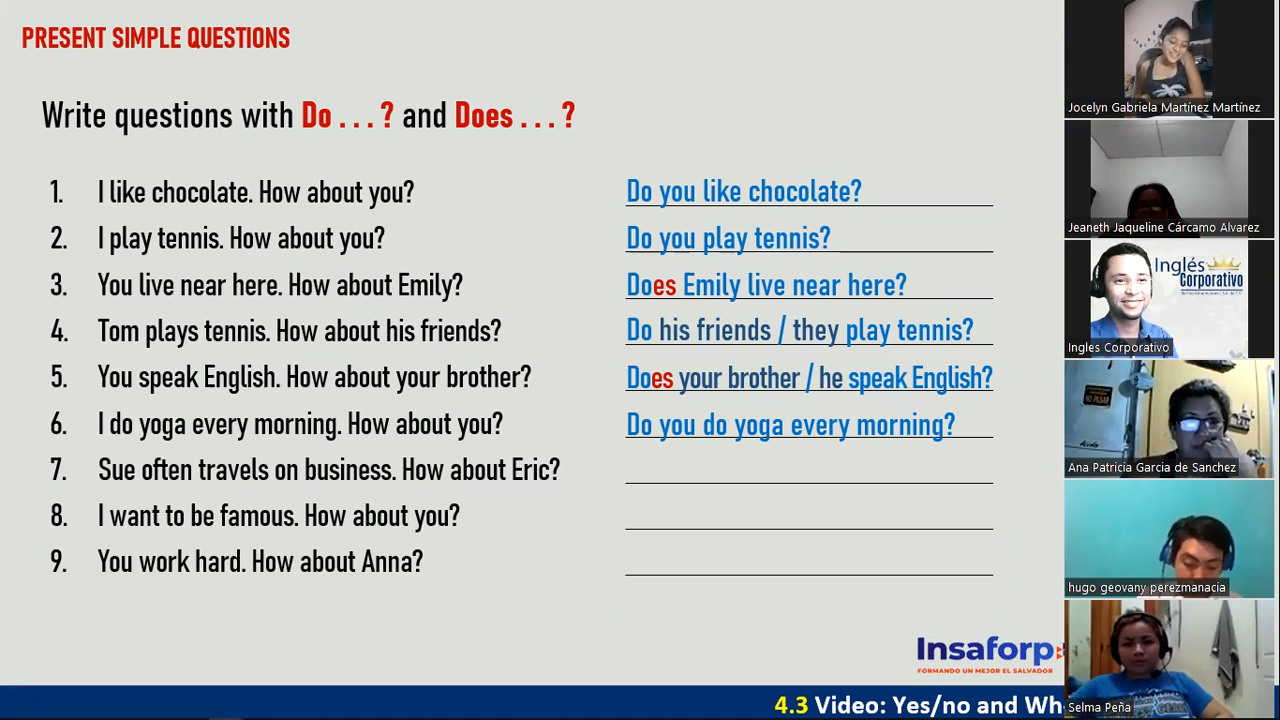 PRESENT SIMPLE QUESTIONS
Write questions with Do . . . ? and Does . . . ?
1. I like chocolate. How about you? Do you like chocolate?
2. I play tennis. How about you? Do you play tennis?
3. You live near here. How about Emily? Does Emily live near here?
4. Tom plays tennis. How about his friends? Do his friends / they play tennis?
5. You speak English. How about your brother? Does your brother / he speak English?
6. I do yoga every morning. How about you? Do you do yoga every morning?
7. Sue often travels on business. How about Eric?
8. I want to be famous. How about you?
9. You work hard. How about Anna?
Insaforp
FORMANDO UN MEJOR EL SALVADOR
4.3 Video: Yes/no and Wh
Jocelyn Gabriela Martínez Martínez
Jeaneth Jaqueline Cárcamo Alvarez
Inglés
Corporativo
Ingles Corporativo
NO PASAR
Ana Patricia Garcia de Sanchez
hugo geovany perezmanacia
Selma Peña